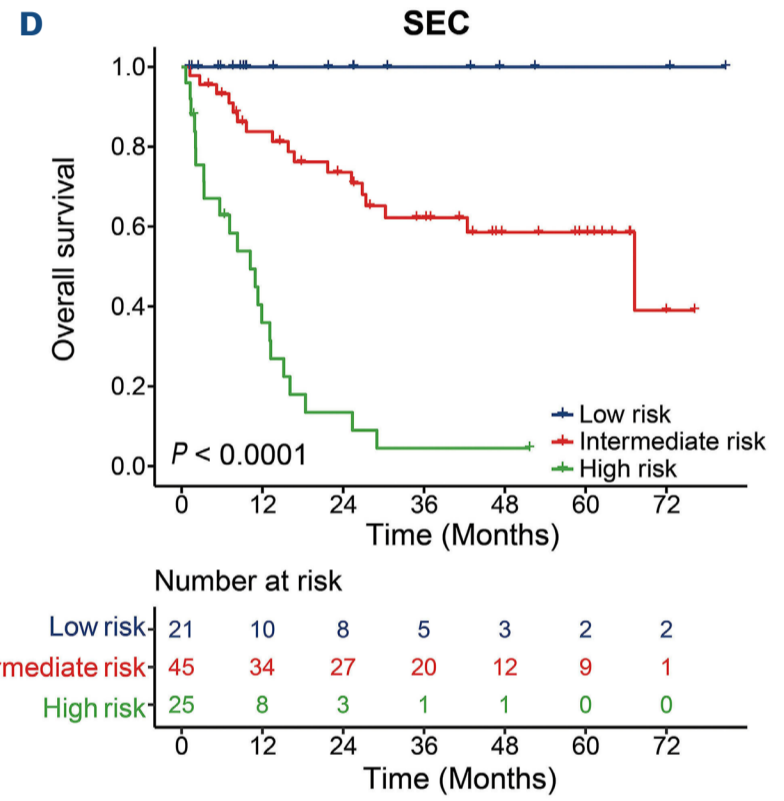 D
SEC
Overall survival
1.0
0.8
0.6
0.4
0.2
0.0
P < 0.0001
Low risk
Intermediate risk
High risk
0 12 24 36 48 60 72
Time (Months)
Number at risk
Low risk 21 10 8 5 3 2 2
rmediate risk 45 34 27 20 12 9 1
High risk 25 8 3 1 1 0 0
0 12 24 36 48 60 72
Time (Months)